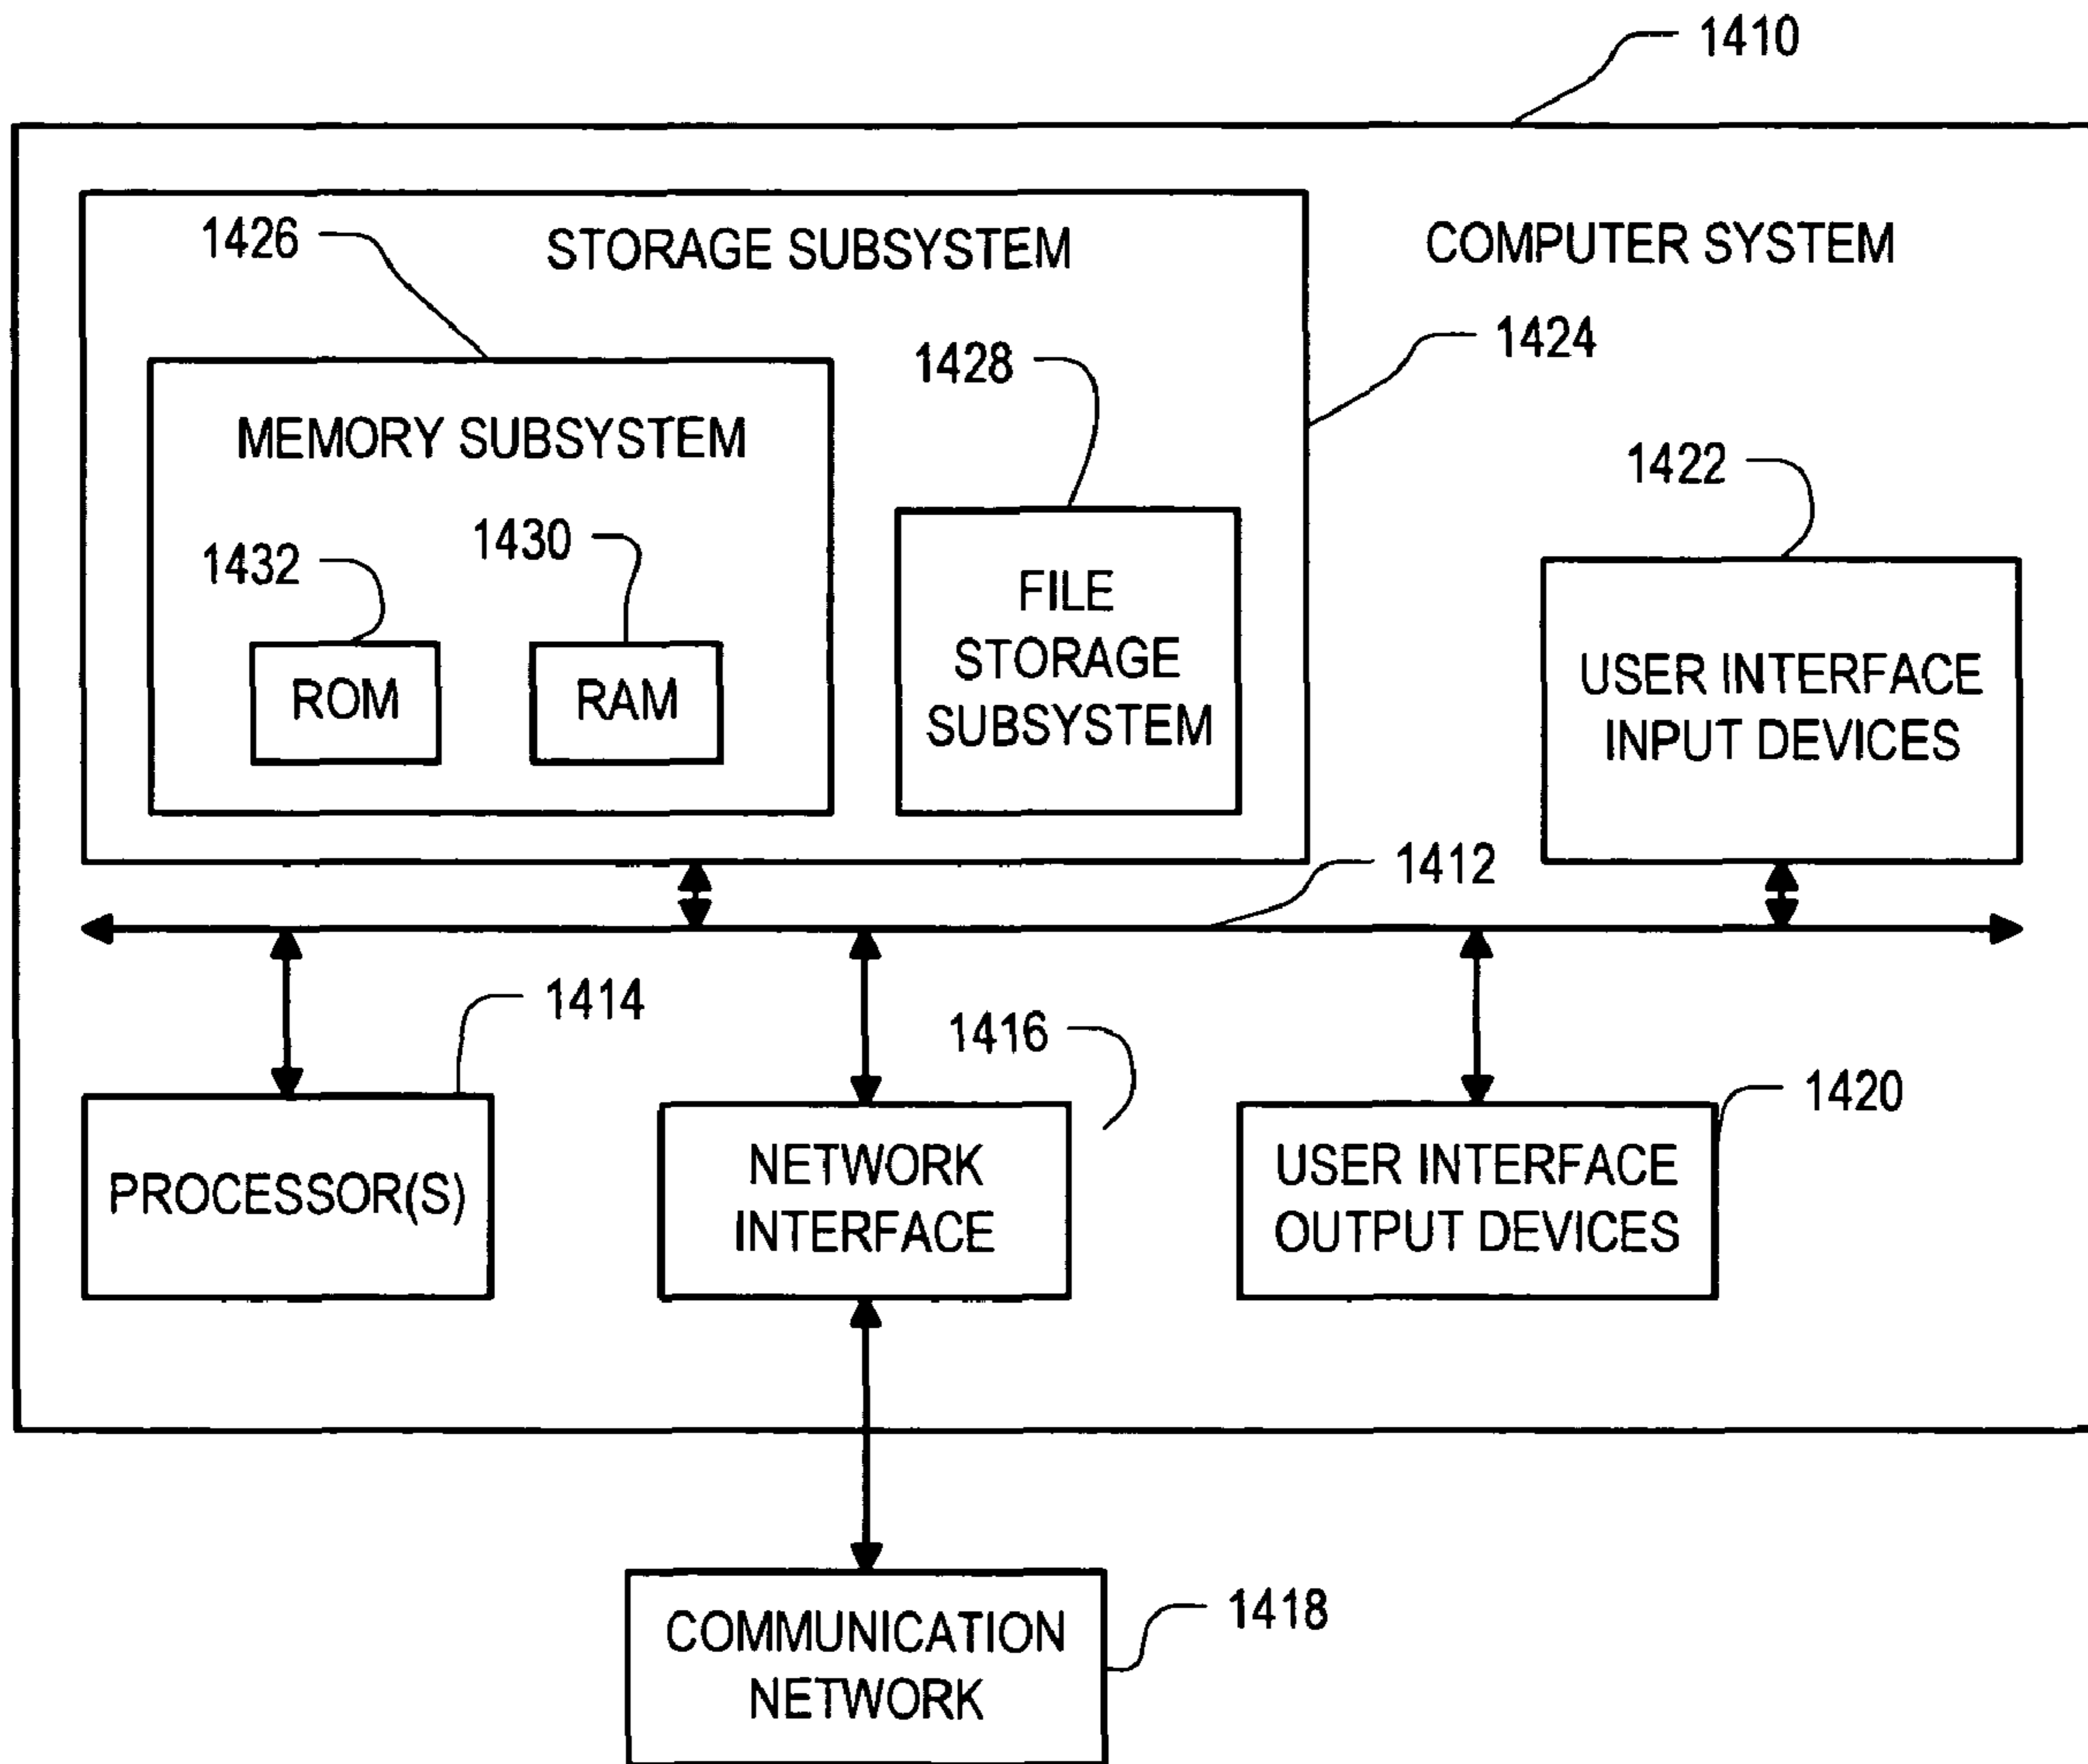 1410
1426
STORAGE SUBSYSTEM
COMPUTER SYSTEM
1424
1428
MEMORY SUBSYSTEM
1422
1432
1430
FILE
STORAGE
SUBSYSTEM
ROM
RAM
USER INTERFACE
INPUT DEVICES
1412
1414
1416
1420
PROCESSOR(S)
NETWORK
INTERFACE
USER INTERFACE
OUTPUT DEVICES
COMMUNICATION
NETWORK
1418